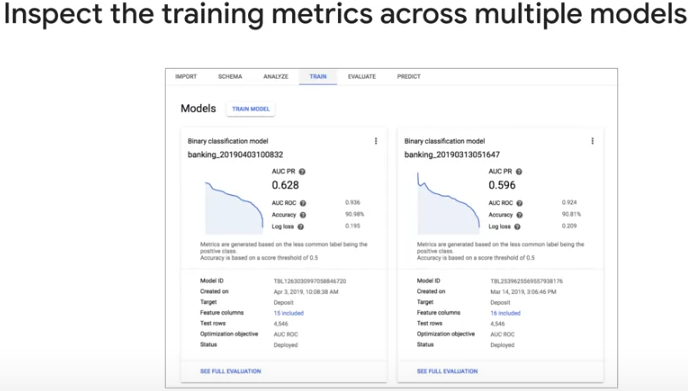 Inspect the training metrics across multiple models
IMPORT SCHEMA ANALYZE TRAIN EVALUATE PREDICT
Models TRAIN MODEL
Binary classification model
banking_20190403100832
AUC PR
0.628
AUC ROC 0.936
Accuracy 90.98%
Log loss 0.195
Metrics are generated based on the less common label being the
positive class.
Accuracy is based on a score threshold of 0.5
Model ID TBL1263030997058846720
Created on Apr 3, 2019, 10:08:38 AM
Target Deposit
Feature columns 15 included
Test rows 4,546
Optimization objective AUC ROC
Status Deployed
SEE FULL EVALUATION
Binary classification model
banking_20190313051647
AUC PR
0.596
AUC ROC 0.924
Accuracy 90.81%
Log loss 0.209
Metrics are generated based on the less common label being the
positive class.
Accuracy is based on a score threshold of 0.5
Model ID TBL2539625569557938176
Created on Mar 14, 2019, 3:06:46 PM
Target Deposit
Feature columns 16 included
Test rows 4,546
Optimization objective AUC ROC
Status Deployed
SEE FULL EVALUATION